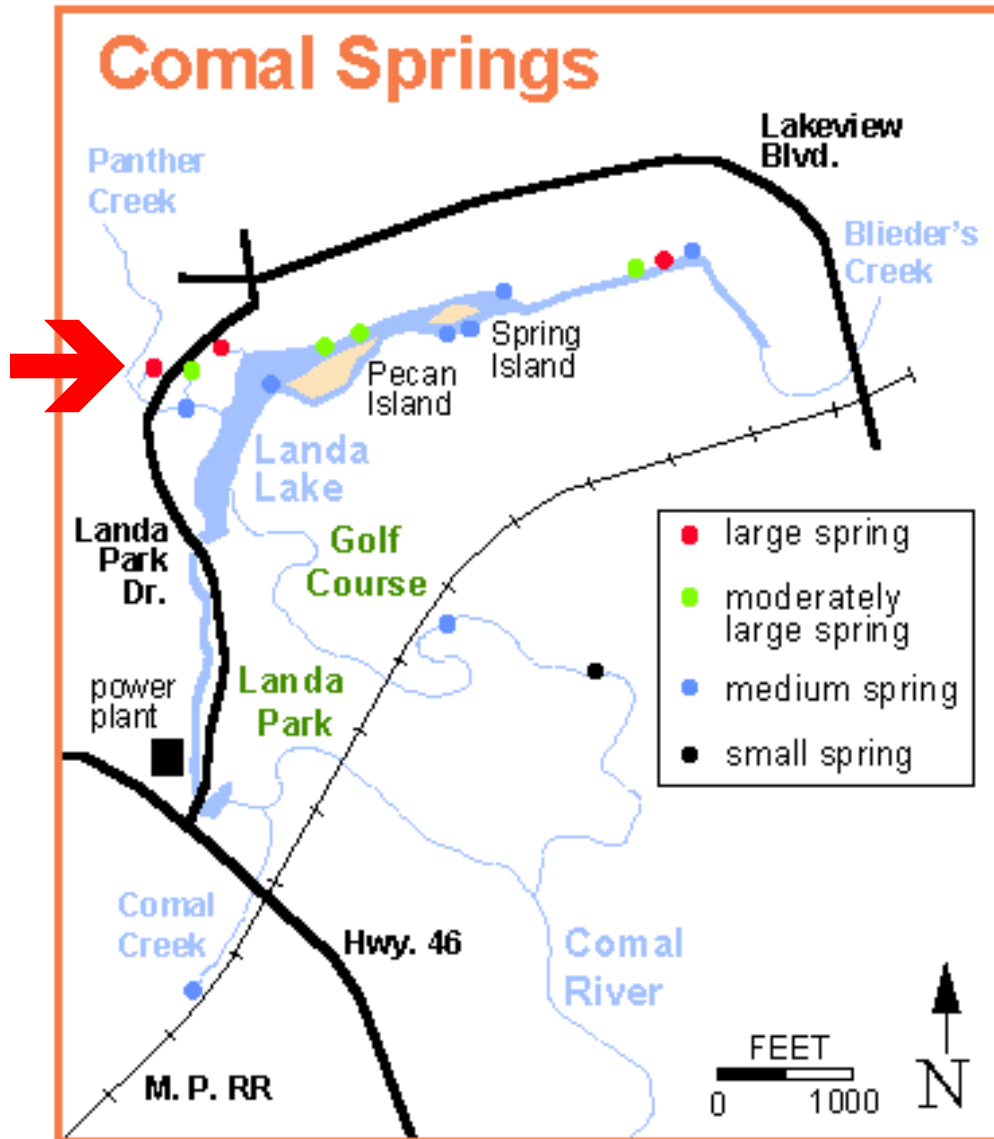 Comal Springs
Lakeview
Blvd.
Panther
Creek
Blieder's
Creek
Spring
Island
Pecan
Island
Landa
Lake
Landa
Park
Dr.
Golf
Course
large spring
moderately
large spring
medium spring
small spring
power
plant
Landa
Park
Comal
Creek
Hwy. 46
Comal
River
M. P. RR
FEET
0 1000
N